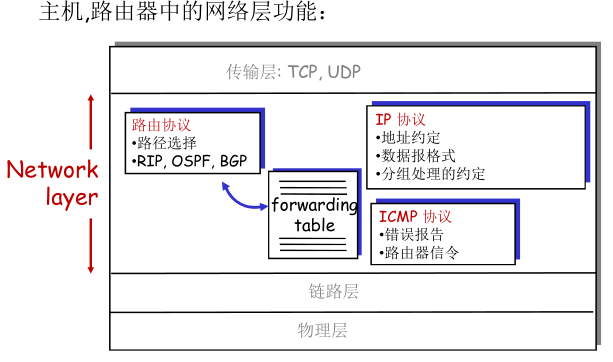 主机,路由器中的网络层功能：
传输层: TCP, UDP
Network
layer
路由协议
•路径选择
•RIP, OSPF, BGP
forwarding
table
IP 协议
•地址约定
•数据报格式
•分组处理的约定
ICMP 协议
•错误报告
•路由器信令
链路层
物理层